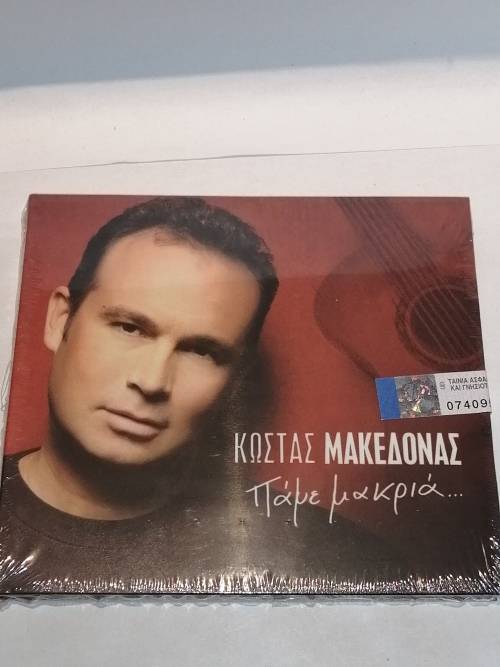 ΤΑΙΝΙΑ ΑΣΦΑ
ΚΑΙ ΓΝΗΣΙΟΤ
07409
ΚΩΣΤΑΣ ΜΑΚΕΔΟΝΑΣ
Πάμε μακριά...